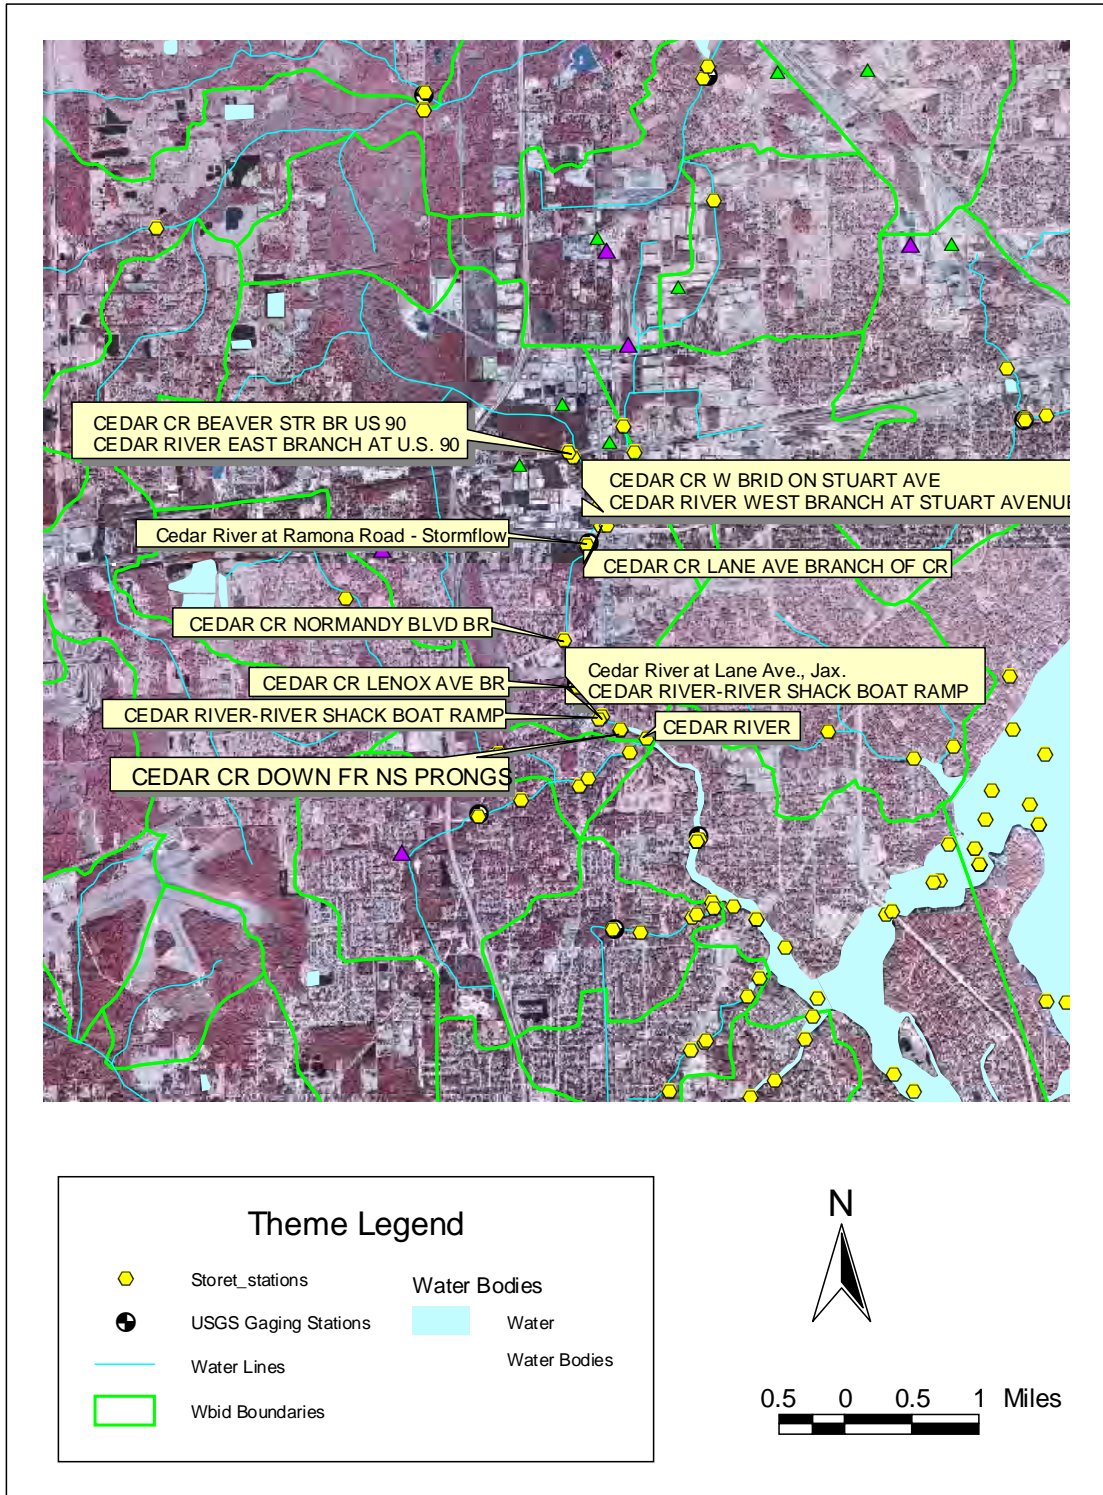 CEDAR CR BEAVER STR BR US 90
CEDAR RIVER EAST BRANCH AT U.S. 90
CEDAR CR W BRID ON STUART AVE
CEDAR RIVER WEST BRANCH AT STUART AVENUE
Cedar River at Ramona Road - Stormflow
CEDAR CR LANE AVE BRANCH OF CR
CEDAR CR NORMANDY BLVD BR
Cedar River at Lane Ave., Jax.
CEDAR RIVER-RIVER SHACK BOAT RAMP
CEDAR CR LENOX AVE BR
CEDAR RIVER-RIVER SHACK BOAT RAMP
CEDAR RIVER
CEDAR CR DOWN FR NS PRONGS
Theme Legend
Storet_stations
USGS Gaging Stations
Water Lines
Wbid Boundaries
Water Bodies
Water
Water Bodies
N
0.5 0 0.5 1 Miles